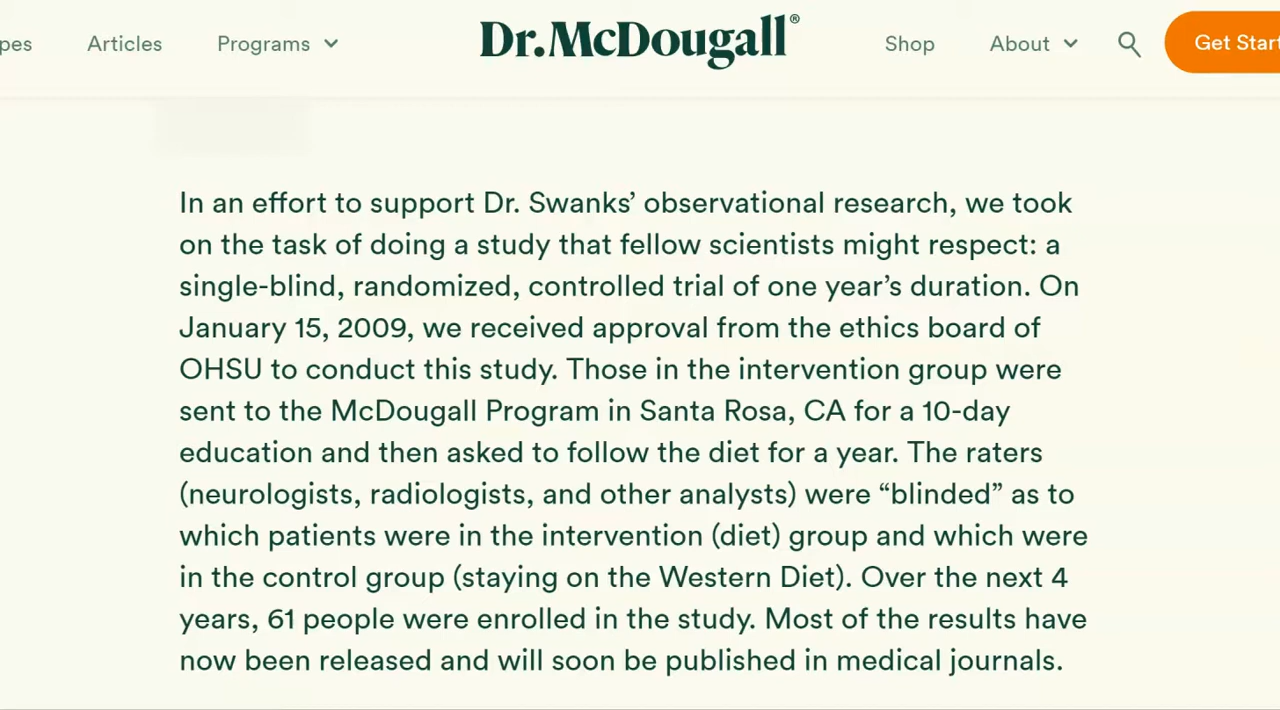 pes Articles Programs Dr.McDougall® Shop About Get Start
In an effort to support Dr. Swanks’ observational research, we took
on the task of doing a study that fellow scientists might respect: a
single-blind, randomized, controlled trial of one year’s duration. On
January 15, 2009, we received approval from the ethics board of
OHSU to conduct this study. Those in the intervention group were
sent to the McDougall Program in Santa Rosa, CA for a 10-day
education and then asked to follow the diet for a year. The raters
(neurologists, radiologists, and other analysts) were “blinded” as to
which patients were in the intervention (diet) group and which were
in the control group (staying on the Western Diet). Over the next 4
years, 61 people were enrolled in the study. Most of the results have
now been released and will soon be published in medical journals.